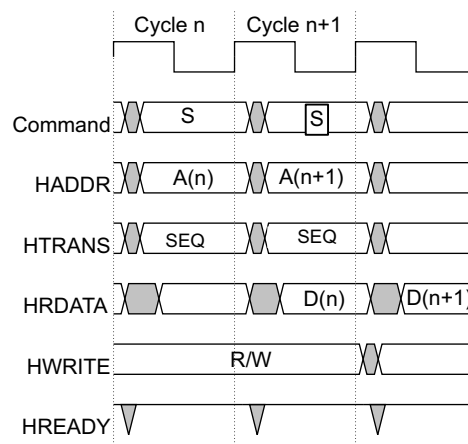 Cycle n Cycle n+1
Command S S
HADDR A(n) A(n+1)
HTRANS SEQ SEQ
HRDATA D(n) D(n+1)
HWRITE R/W
HREADY